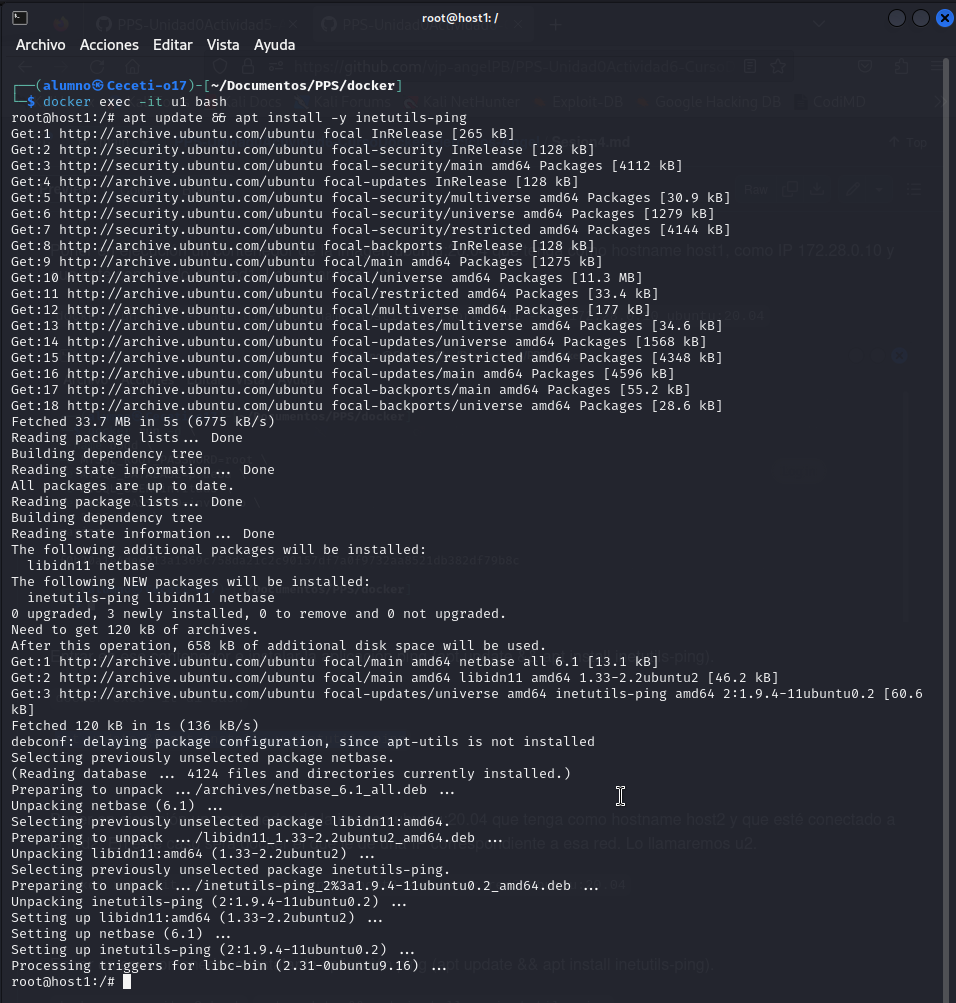 root@host1: /
Archivo Acciones Editar Vista Ayuda
┌──(alumno㉿Ceceti-o17)-[~/Documentos/PPS/docker]
└─$ docker exec -it u1 bash
root@host1:/# apt update && apt install -y inetutils-ping
Get:1 http://archive.ubuntu.com/ubuntu focal InRelease [265 kB]
Get:2 http://security.ubuntu.com/ubuntu focal-security InRelease [128 kB]
Get:3 http://security.ubuntu.com/ubuntu focal-security/main amd64 Packages [4112 kB]
Get:4 http://archive.ubuntu.com/ubuntu focal-updates InRelease [128 kB]
Get:5 http://security.ubuntu.com/ubuntu focal-security/multiverse amd64 Packages [30.9 kB]
Get:6 http://security.ubuntu.com/ubuntu focal-security/universe amd64 Packages [1279 kB]
Get:7 http://security.ubuntu.com/ubuntu focal-security/restricted amd64 Packages [4144 kB]
Get:8 http://archive.ubuntu.com/ubuntu focal-backports InRelease [128 kB]
Get:9 http://archive.ubuntu.com/ubuntu focal/main amd64 Packages [1275 kB]
Get:10 http://archive.ubuntu.com/ubuntu focal/universe amd64 Packages [11.3 MB]
Get:11 http://archive.ubuntu.com/ubuntu focal/restricted amd64 Packages [33.4 kB]
Get:12 http://archive.ubuntu.com/ubuntu focal/multiverse amd64 Packages [177 kB]
Get:13 http://archive.ubuntu.com/ubuntu focal-updates/multiverse amd64 Packages [34.6 kB]
Get:14 http://archive.ubuntu.com/ubuntu focal-updates/universe amd64 Packages [1568 kB]
Get:15 http://archive.ubuntu.com/ubuntu focal-updates/restricted amd64 Packages [4348 kB]
Get:16 http://archive.ubuntu.com/ubuntu focal-updates/main amd64 Packages [4596 kB]
Get:17 http://archive.ubuntu.com/ubuntu focal-backports/main amd64 Packages [55.2 kB]
Get:18 http://archive.ubuntu.com/ubuntu focal-backports/universe amd64 Packages [28.6 kB]
Fetched 33.7 MB in 5s (6775 kB/s)
Reading package lists... Done
Building dependency tree
Reading state information... Done
All packages are up to date.
Reading package lists... Done
Building dependency tree
Reading state information... Done
The following additional packages will be installed:
  libidn11 netbase
The following NEW packages will be installed:
  inetutils-ping libidn11 netbase
0 upgraded, 3 newly installed, 0 to remove and 0 not upgraded.
Need to get 120 kB of archives.
After this operation, 658 kB of additional disk space will be used.
Get:1 http://archive.ubuntu.com/ubuntu focal/main amd64 netbase all 6.1 [13.1 kB]
Get:2 http://archive.ubuntu.com/ubuntu focal/main amd64 libidn11 amd64 1.33-2.2ubuntu2 [46.2 kB]
Get:3 http://archive.ubuntu.com/ubuntu focal-updates/universe amd64 inetutils-ping amd64 2:1.9.4-11ubuntu0.2 [60.6
kB]
Fetched 120 kB in 1s (136 kB/s)
debconf: delaying package configuration, since apt-utils is not installed
Selecting previously unselected package netbase.
(Reading database ... 4124 files and directories currently installed.)
Preparing to unpack .../archives/netbase_6.1_all.deb ...
Unpacking netbase (6.1) ...
Selecting previously unselected package libidn11:amd64.
Preparing to unpack .../libidn11_1.33-2.2ubuntu2_amd64.deb ...
Unpacking libidn11:amd64 (1.33-2.2ubuntu2) ...
Selecting previously unselected package inetutils-ping.
Preparing to unpack .../inetutils-ping_2%3a1.9.4-11ubuntu0.2_amd64.deb ...
Unpacking inetutils-ping (2:1.9.4-11ubuntu0.2) ...
Setting up libidn11:amd64 (1.33-2.2ubuntu2) ...
Setting up netbase (6.1) ...
Setting up inetutils-ping (2:1.9.4-11ubuntu0.2) ...
Processing triggers for libc-bin (2.31-0ubuntu9.16) ...
root@host1:/#